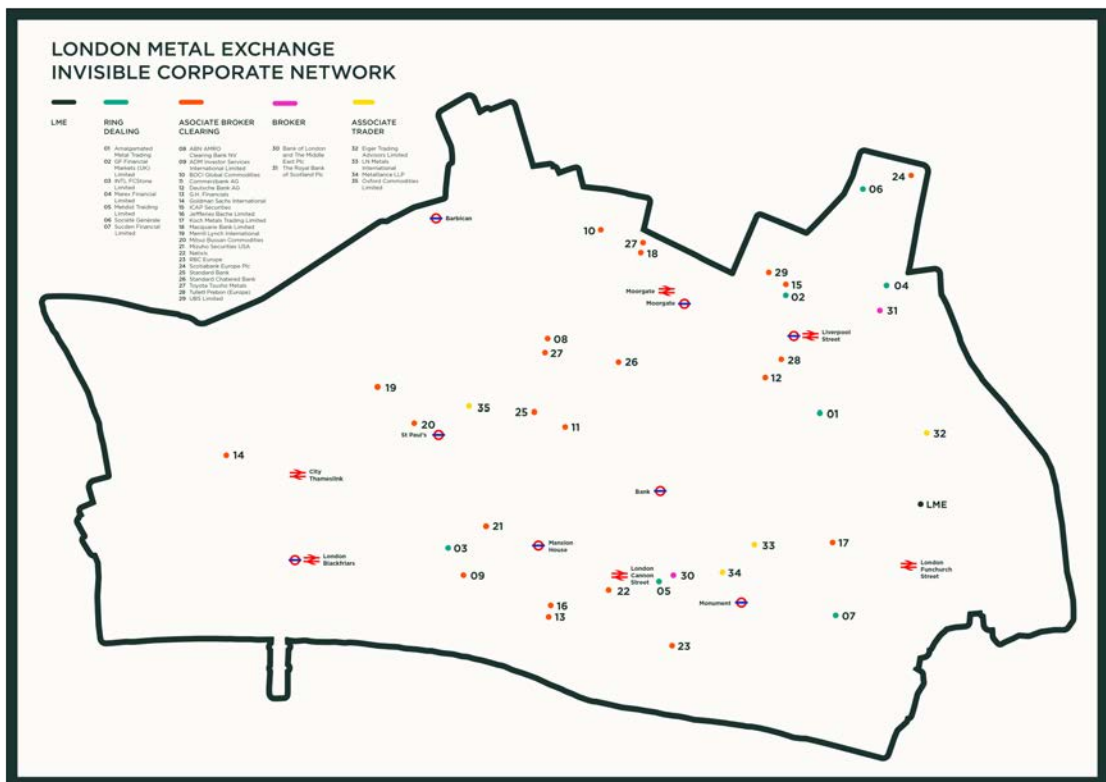 LONDON METAL EXCHANGE
INVISIBLE CORPORATE NETWORK
LME
RING
DEALING
01 Amalgamated
Metal Trading
02 GF Financial
Markets (UK)
Limited
03 INTL FCStone
Limited
04 Marex Financial
Limited
05 Metdist Trading
Limited
06 Société Générale
07 Sucden Financial
Limited
ASOCIATE BROKER
CLEARING
08 ABN AMRO
Clearing Bank NV
09 ADM Investor Services
International Limited
10 BOCI Global Commodities
11 Commerzbank AG
12 Deutsche Bank AG
13 G.H. Financials
14 Goldman Sachs International
15 ICAP Securities
16 Jefferies Bache Limited
17 Koch Metals Trading Limited
18 Macquarie Bank Limited
19 Merrill Lynch International
20 Mitsui Bussan Commodities
21 Mizuho Securities USA
22 Natixis
23 RBC Europe
24 Scotiabank Europe Plc
25 Standard Bank
26 Standard Chatered Bank
27 Toyota Tsusho Metals
28 Tullett Prebon (Europe)
29 UBS Limited
BROKER
30 Bank of London
and The Middle
East Plc
31 The Royal Bank
of Scotland Plc
ASSOCIATE
TRADER
32 Eiger Trading
Advisors Limited
33 LN Metals
International
34 Metalliance LLP
35 Oxford Commodities
Limited
24
06
Barbican
10
27
18
29
15
02
04
31
Moorgate
Moorgate
Liverpool
Street
08
27
26
28
12
19
35
25
20
11
01
St Paul's
32
14
City
Thameslink
Bank
LME
21
03
Mansion
House
33
17
London
Blackfriars
09
London
Cannon
Street
30
34
London
Funchurch
Street
05
22
16
13
Monument
07
23